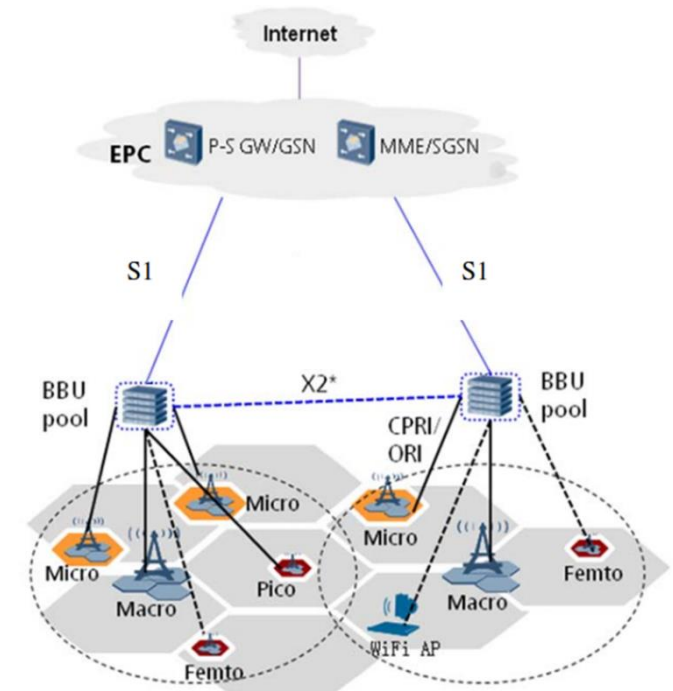 Internet
EPC
P-S GW/GSN
MME/SGSN
S1
S1
BBU
pool
X2*
BBU
pool
CPRI/
ORI
Micro
Micro
Micro
Pico
Femto
Macro
Macro
WiFi AP
Femto